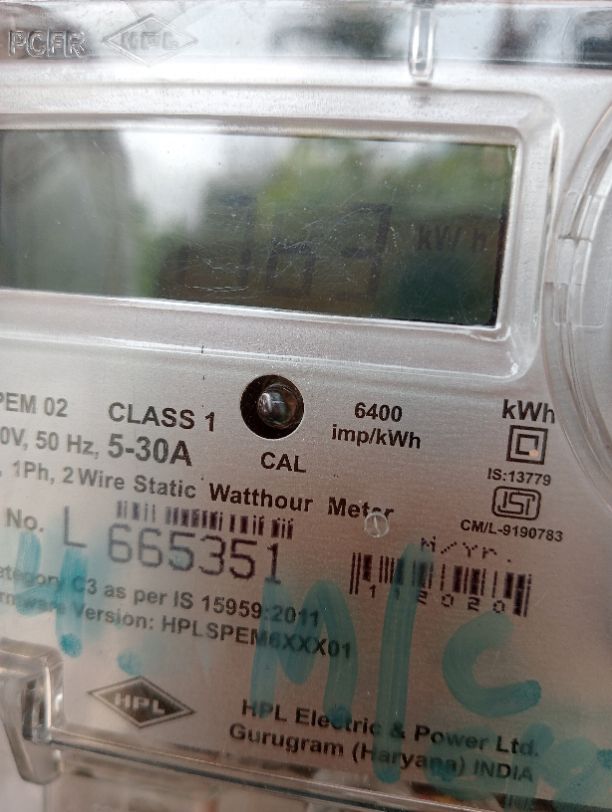 PCFR HPL
kWh
PEM 02 CLASS 1
6400
imp/kWh
kWh
0V, 50 Hz, 5-30A
CAL
IS:13779
, 1Ph, 2 Wire Static Watthour Meter
ISI
CM/L-9190783
No. L 665351
M/Yr.
112020
ategory C3 as per IS 15959:2011
rmware Version: HPLSPEM6XXX01
M/C
HPL
HPL Electric & Power Ltd.
Gurugram (Haryana) INDIA